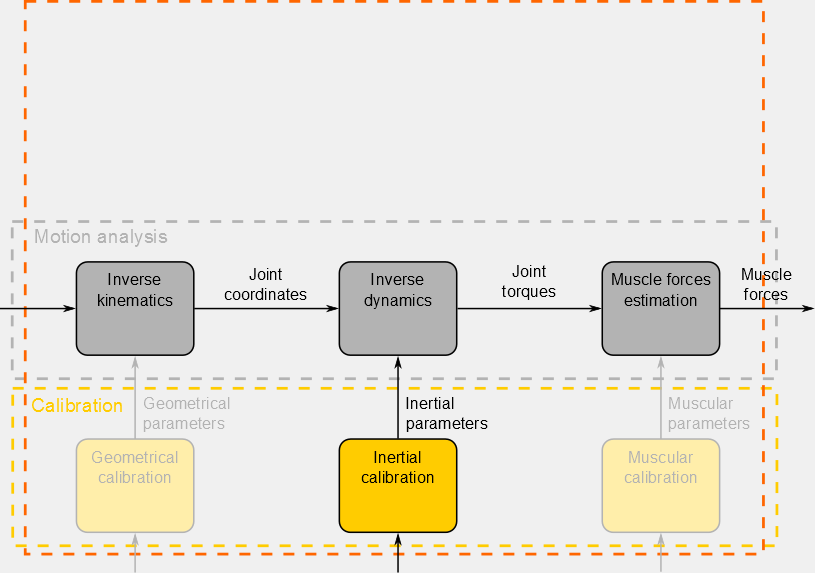 Motion analysis
Inverse
kinematics
Joint
coordinates
Inverse
dynamics
Joint
torques
Muscle forces
estimation
Muscle
forces
Calibration
Geometrical
parameters
Inertial
parameters
Muscular
parameters
Geometrical
calibration
Inertial
calibration
Muscular
calibration